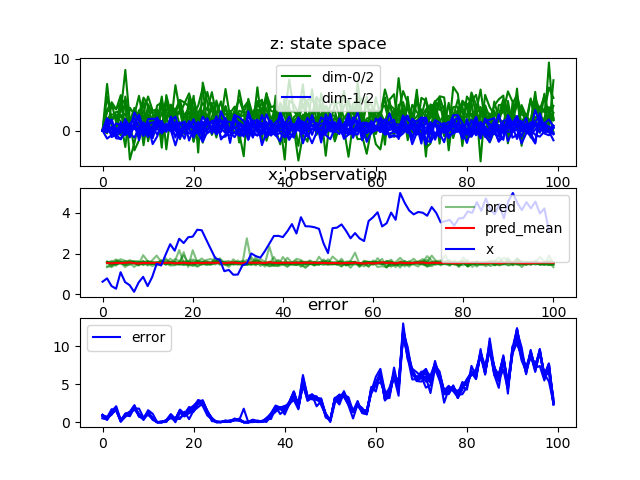 z: state space
10
0
dim-0/2
dim-1/2
0 20 40 60 80 100
x: observation
4
2
0
pred
pred_mean
x
0 20 40 60 80 100
error
10
5
0
error
0 20 40 60 80 100